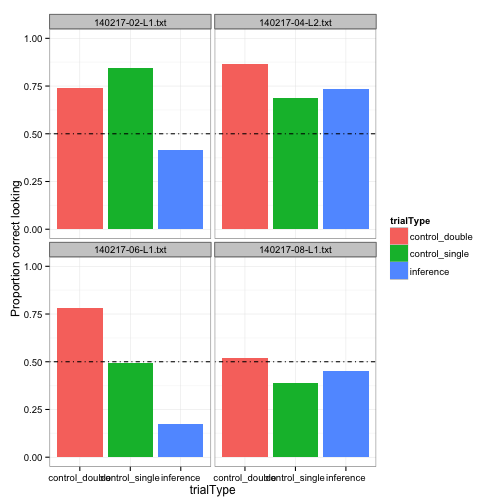 140217-02-L1.txt
140217-04-L2.txt
1.00
0.75
0.50
0.25
0.00
140217-06-L1.txt
140217-08-L1.txt
1.00
0.75
0.50
0.25
0.00
control_double control_single inference
control_double control_single inference
trialType
Proportion correct looking
trialType
control_double
control_single
inference